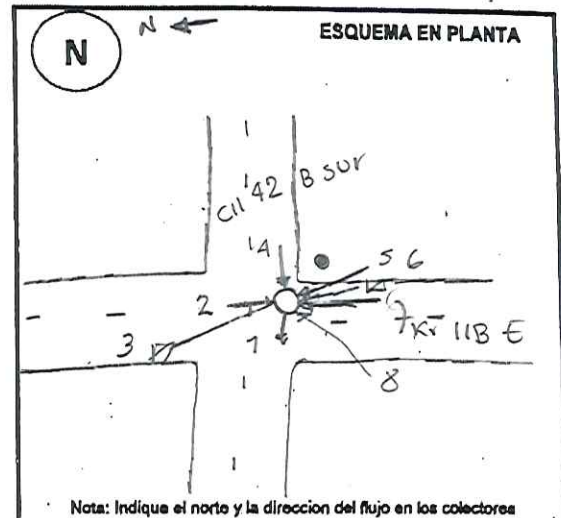 N
N
ESQUEMA EN PLANTA
Cll 42 B SUR
4
5 6
2
7 Kr 11B E
3
1
8
Nota: Indique el norte y la direccion del flujo en los colectores